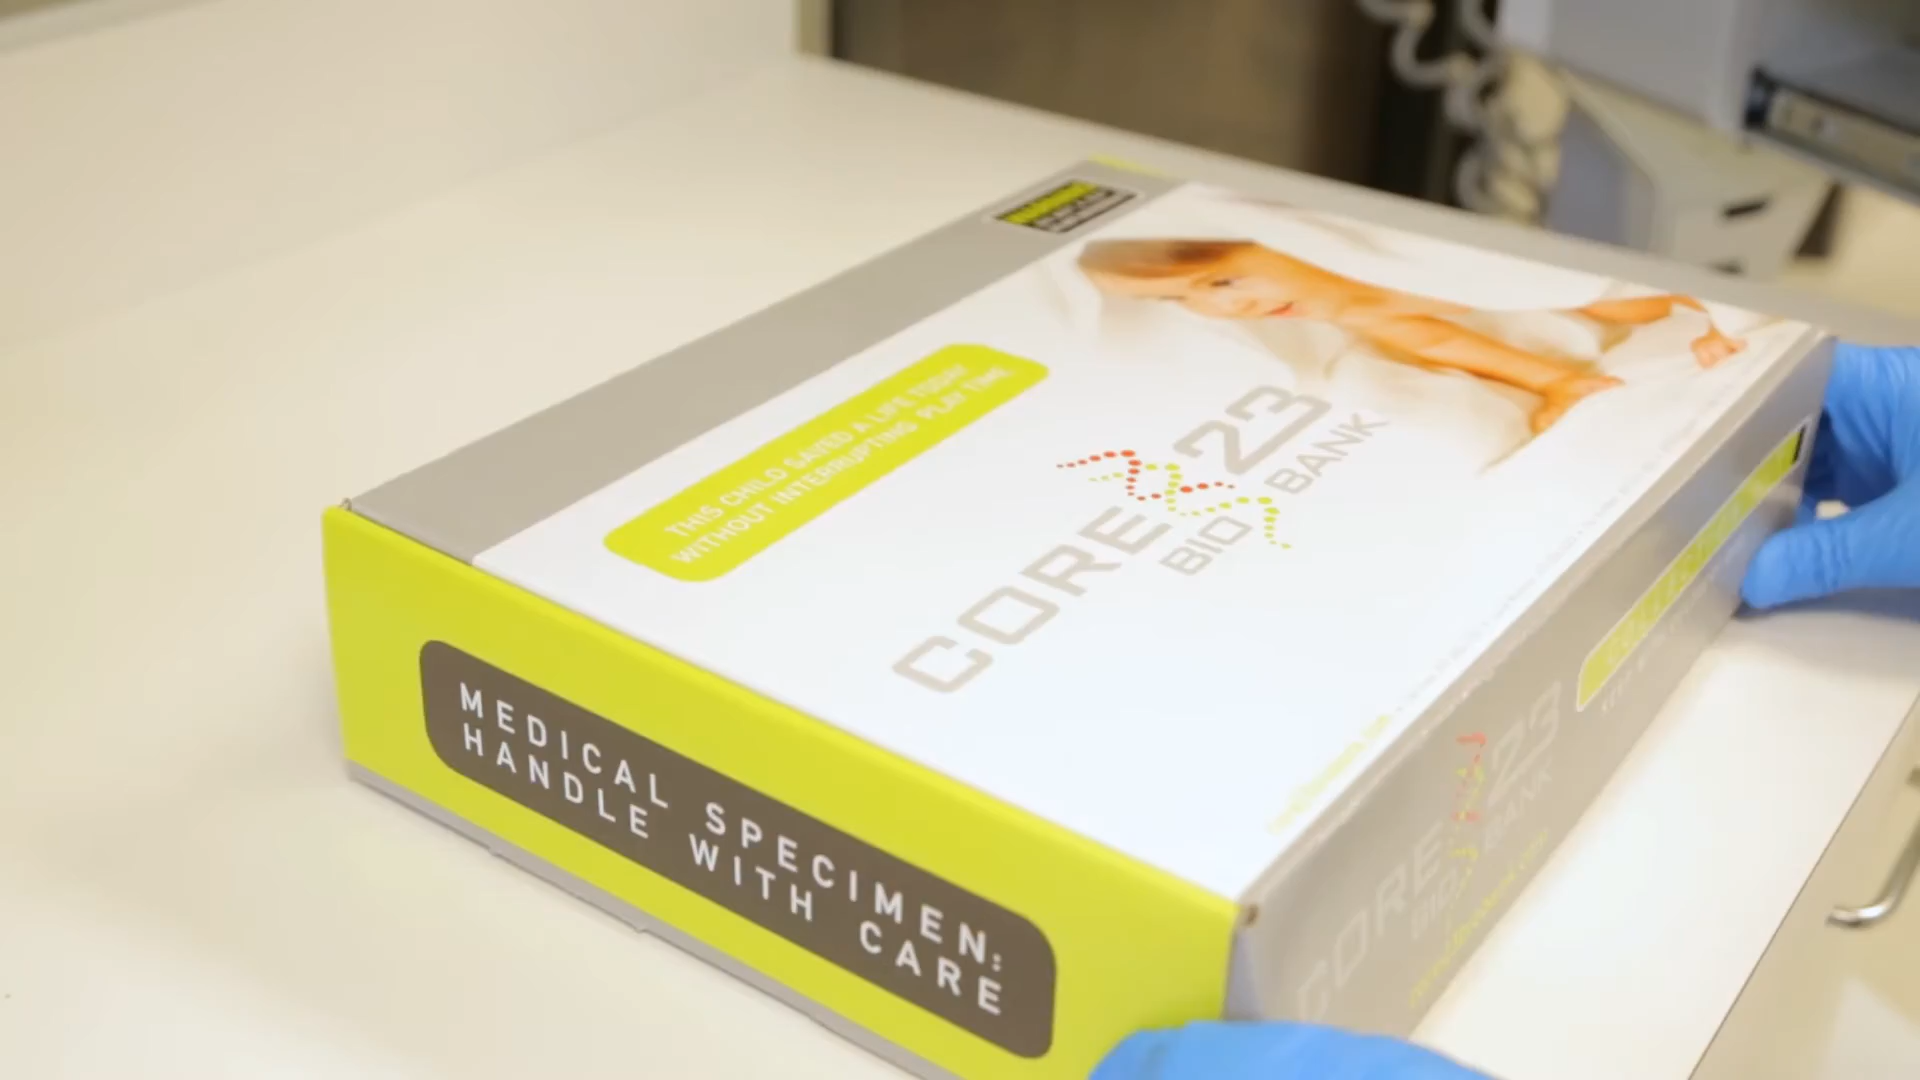 THIS CHILD SAVED A LIFE TODAY
WITHOUT INTERRUPTING PLAY TIME
CORE 23
BIO BANK
MEDICAL SPECIMEN:
HANDLE WITH CARE
CORE 23
BIO BANK